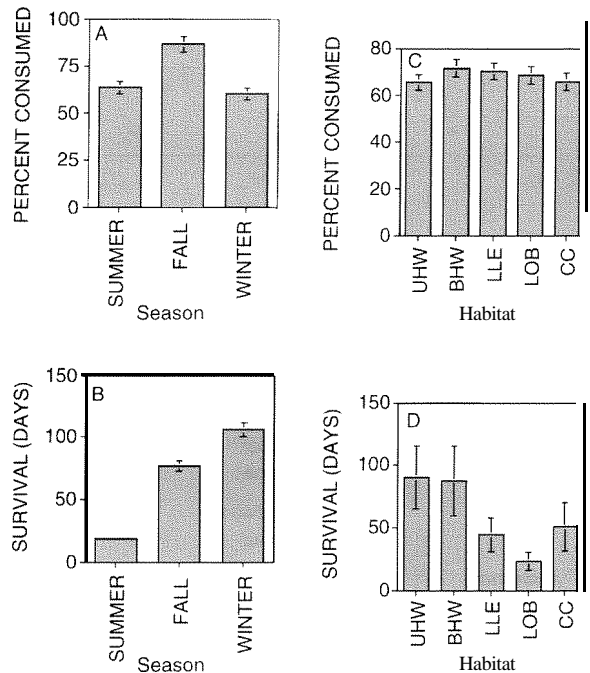 A
PERCENT CONSUMED
100
75
50
25
0
SUMMER
FALL
WINTER
Season
C
PERCENT CONSUMED
80
60
40
20
0
UHW
BHW
LLE
LOB
CC
Habitat
B
SURVIVAL (DAYS)
150
100
50
0
SUMMER
FALL
WINTER
Season
D
SURVIVAL (DAYS)
150
100
50
0
UHW
BHW
LLE
LOB
CC
Habitat